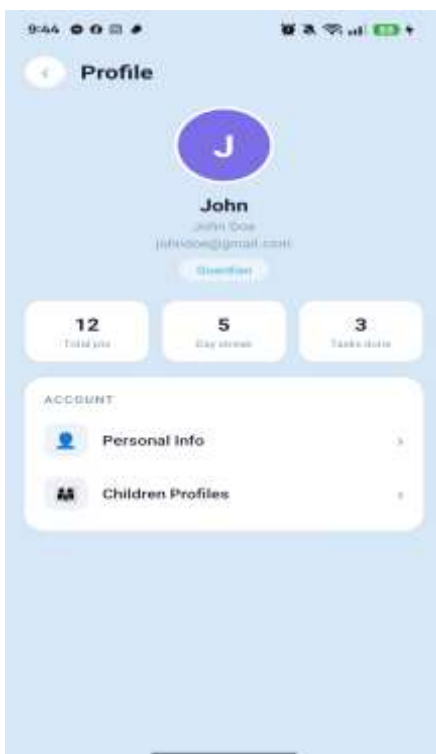 9:44
Profile
J
John
John Doe
johndoe@gmail.com
Guardian
12 5 3
Total pts Day streak Tasks done
ACCOUNT
Personal Info
Children Profiles